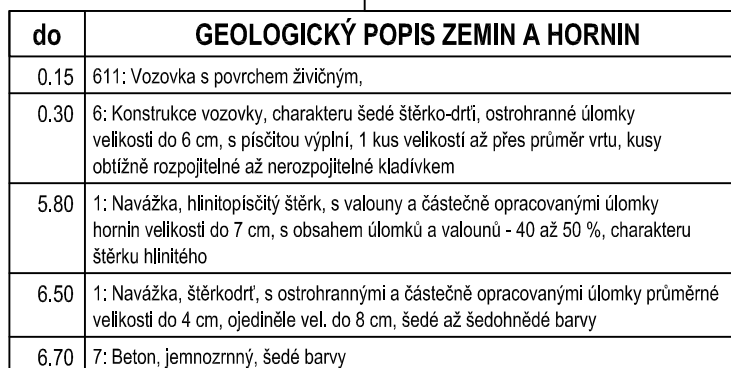 do GEOLOGICKÝ POPIS ZEMIN A HORNIN
0.15 611: Vozovka s povrchem živičným,
0.30 6: Konstrukce vozovky, charakteru šedé štěrko-drťi, ostrohranné úlomky
velikosti do 6 cm, s písčitou výplní, 1 kus velikostí až přes průměr vrtu, kusy
obtížně rozpojitelné až nerozpojitelné kladívkem
5.80 1: Navážka, hlinitopísčitý štěrk, s valouny a částečně opracovanými úlomky
hornin velikosti do 7 cm, s obsahem úlomků a valounů - 40 až 50 %, charakteru
štěrku hlinitého
6.50 1: Navážka, štěrkodrť, s ostrohrannými a částečně opracovanými úlomky průměrné
velikosti do 4 cm, ojediněle vel. do 8 cm, šedé až šedohnědé barvy
6.70 7: Beton, jemnozrnný, šedé barvy